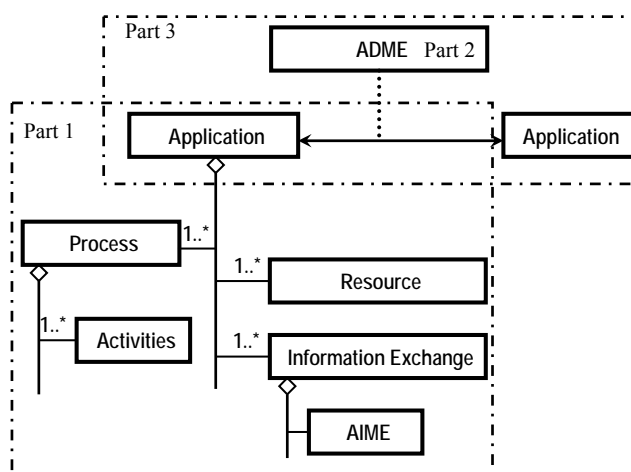 Part 3
ADME Part 2
Part 1
Application
Application
Process
1..*
1..*
Resource
1..*
Activities
1..*
Information Exchange
AIME